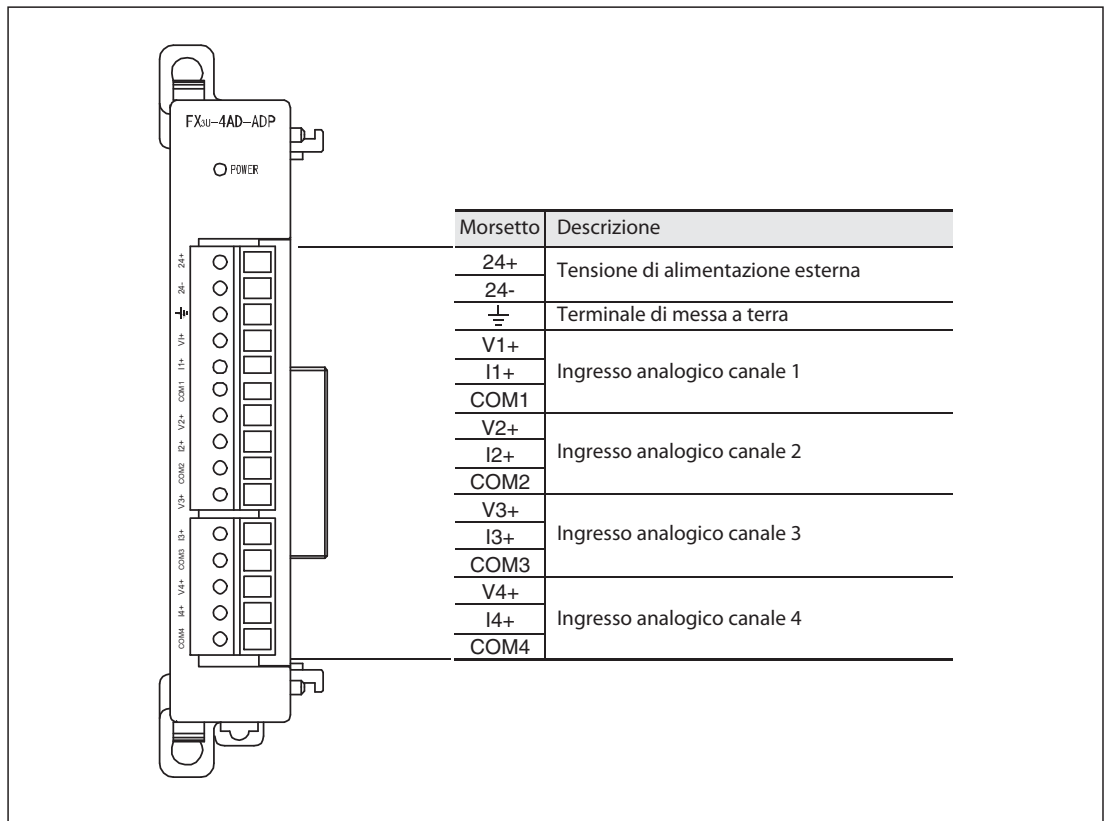 FX3U-4AD-ADP
POWER
24+
24-
V1+
I1+
COM1
V2+
I2+
COM2
V3+
I3+
COM3
V4+
I4+
COM4
Morsetto Descrizione
24+
Tensione di alimentazione esterna
24-
Terminale di messa a terra
V1+
I1+ Ingresso analogico canale 1
COM1
V2+
I2+ Ingresso analogico canale 2
COM2
V3+
I3+ Ingresso analogico canale 3
COM3
V4+
I4+ Ingresso analogico canale 4
COM4